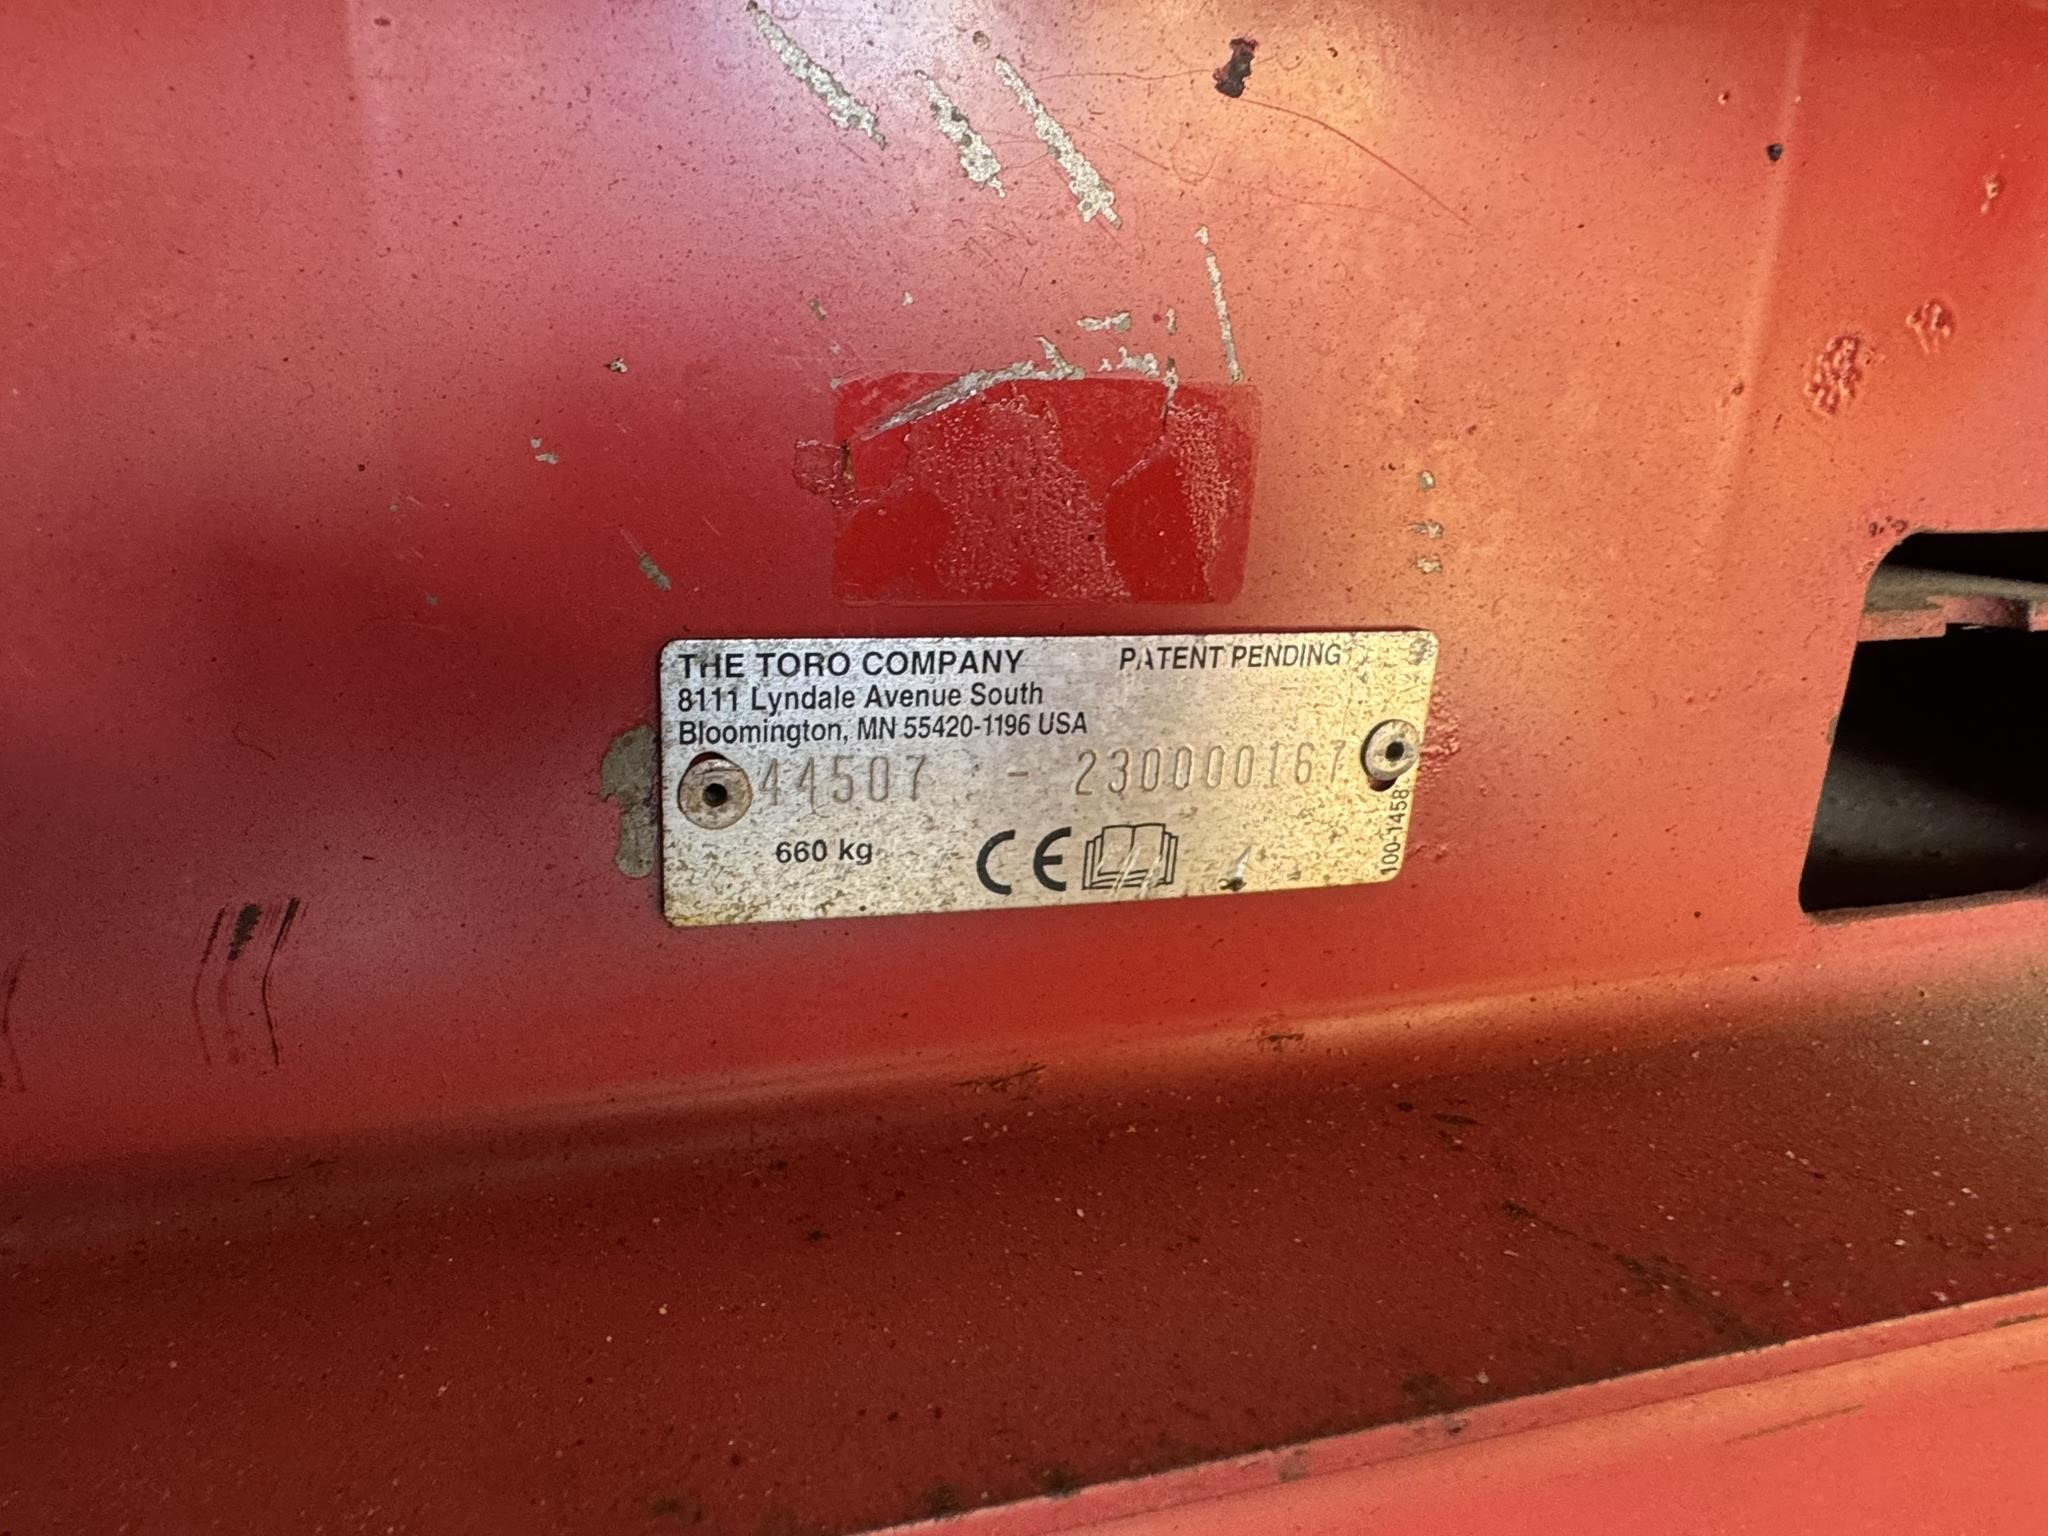 THE TORO COMPANY PATENT PENDING
8111 Lyndale Avenue South
Bloomington, MN 55420-1196 USA
44507 - 230000167
660 kg CE
100-1458